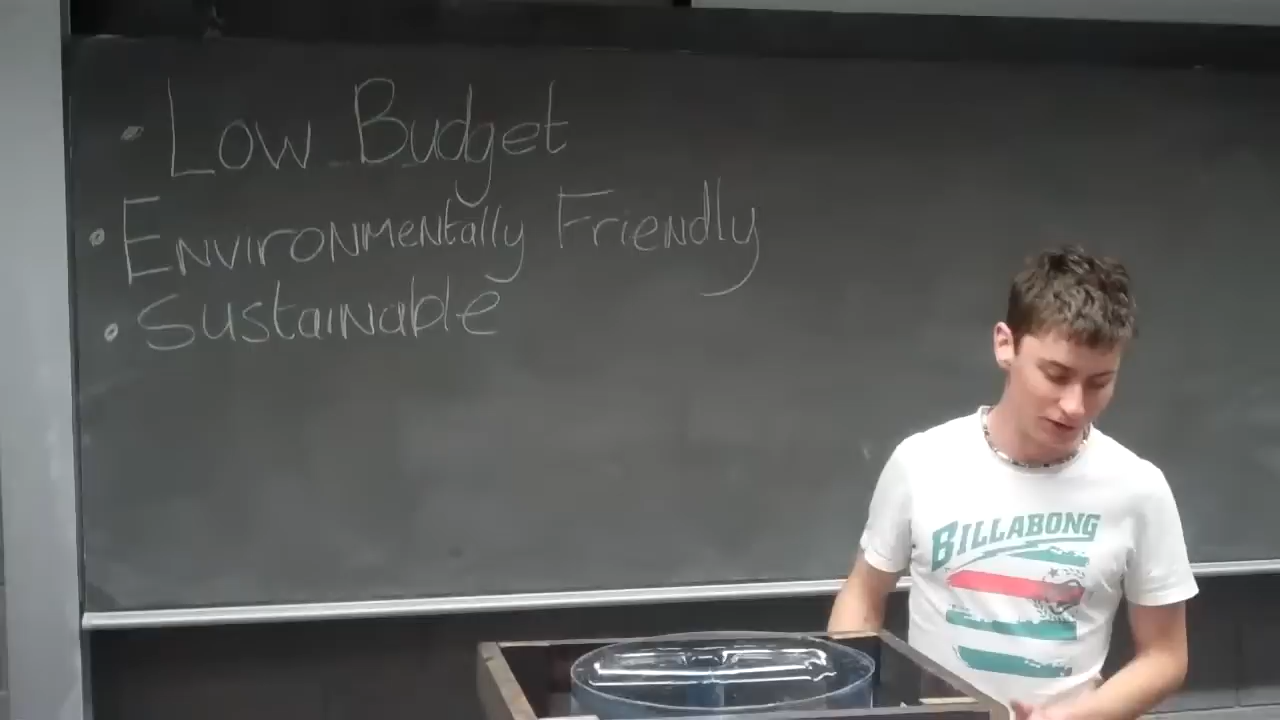 • Low Budget
• Environmentally Friendly
• Sustainable
BILLABONG